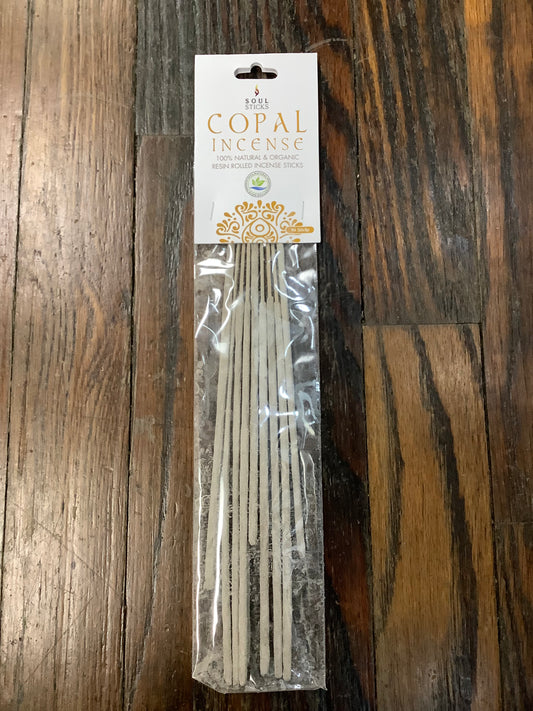 SOUL
STICKS
COPAL
INCENSE
100% NATURAL & ORGANIC
RESIN ROLLED INCENSE STICKS